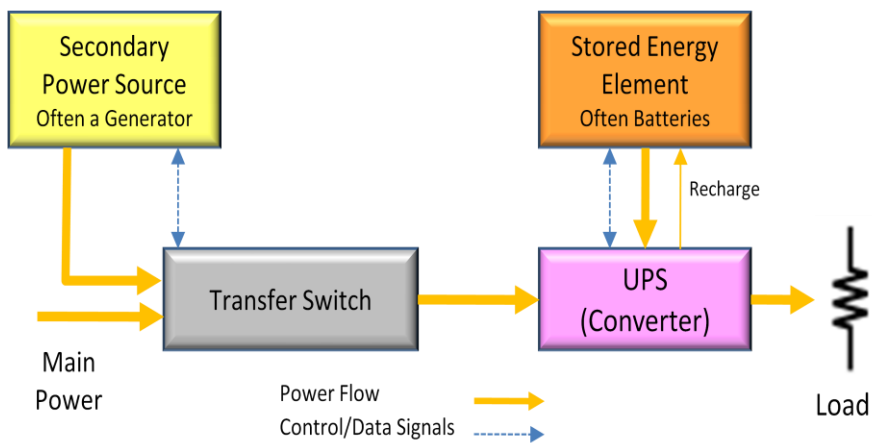 Secondary
Power Source
Often a Generator
Stored Energy
Element
Often Batteries
Recharge
Transfer Switch
UPS
(Converter)
Main
Power
Power Flow
Control/Data Signals
Load